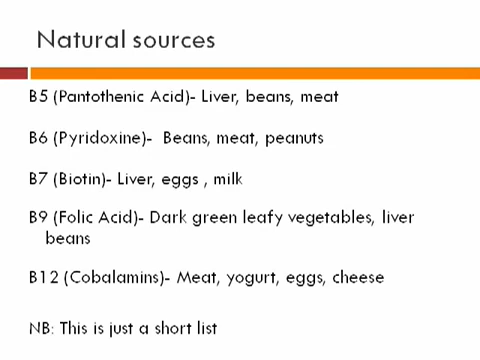 Natural sources
B5 (Pantothenic Acid)- Liver, beans, meat
B6 (Pyridoxine)-  Beans, meat, peanuts
B7 (Biotin)- Liver, eggs , milk
B9 (Folic Acid)- Dark green leafy vegetables, liver
beans
B12 (Cobalamins)- Meat, yogurt, eggs, cheese
NB: This is just a short list